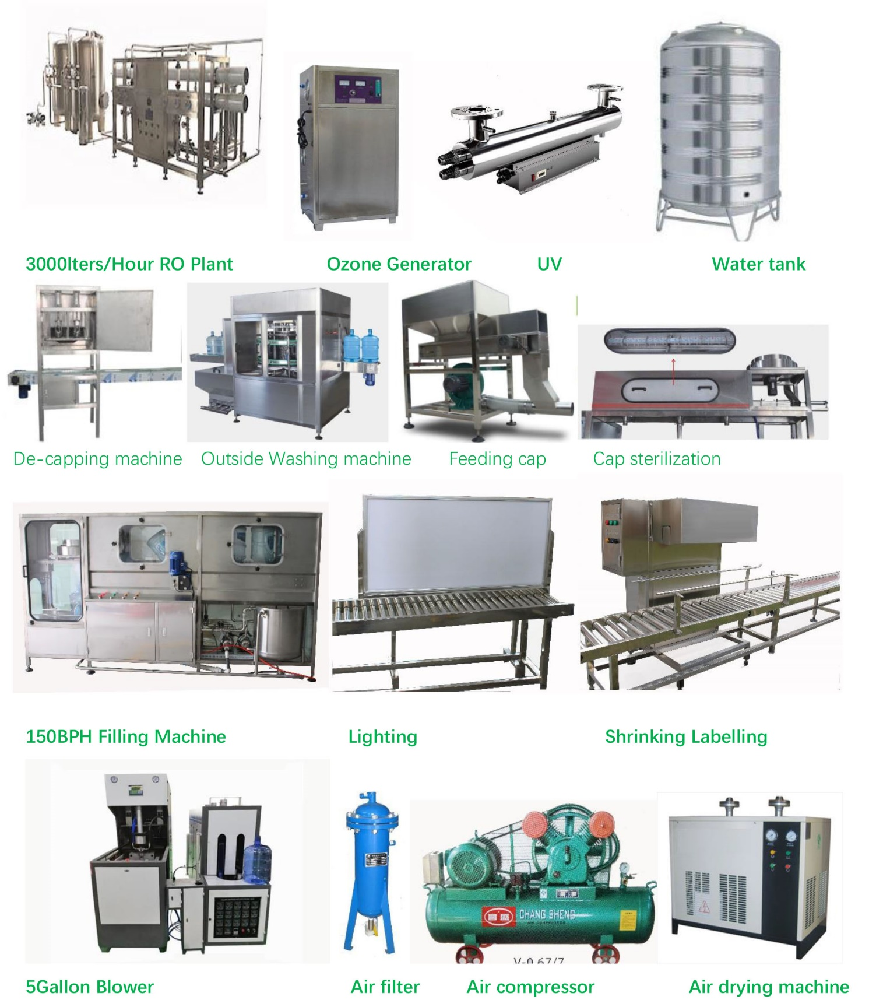 3000lters/Hour RO Plant
Ozone Generator
UV
Water tank
De-capping machine
Outside Washing machine
Feeding cap
Cap sterilization
150BPH Filling Machine
Lighting
Shrinking Labelling
CHANG SHENG
AIR COMPRESSOR
V-0.67/7
5Gallon Blower
Air filter
Air compressor
Air drying machine